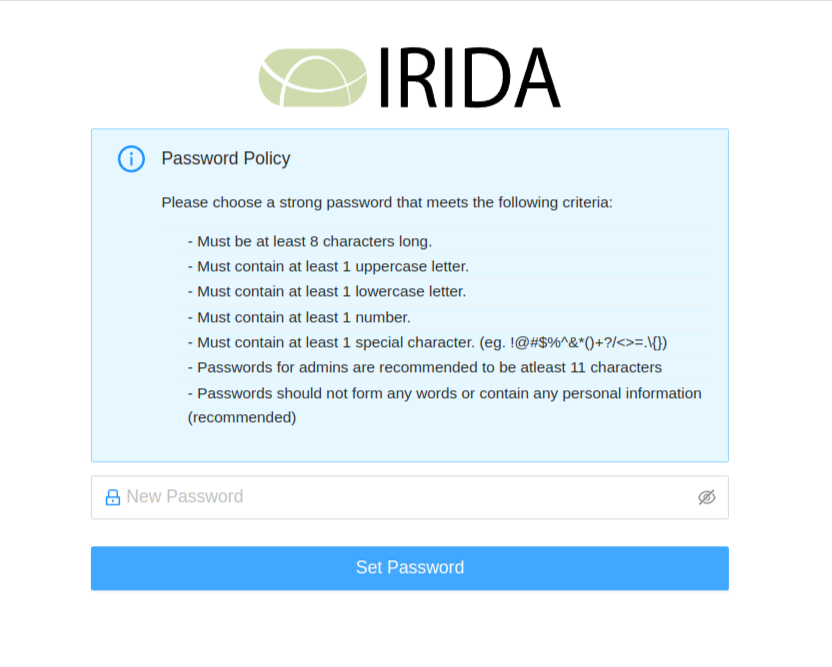 IRIDA
Password Policy
Please choose a strong password that meets the following criteria:
- Must be at least 8 characters long.
- Must contain at least 1 uppercase letter.
- Must contain at least 1 lowercase letter.
- Must contain at least 1 number.
- Must contain at least 1 special character. (eg. !@#$%^&*()+?/<>=.\{})
- Passwords for admins are recommended to be atleast 11 characters
- Passwords should not form any words or contain any personal information
(recommended)
New Password
Set Password